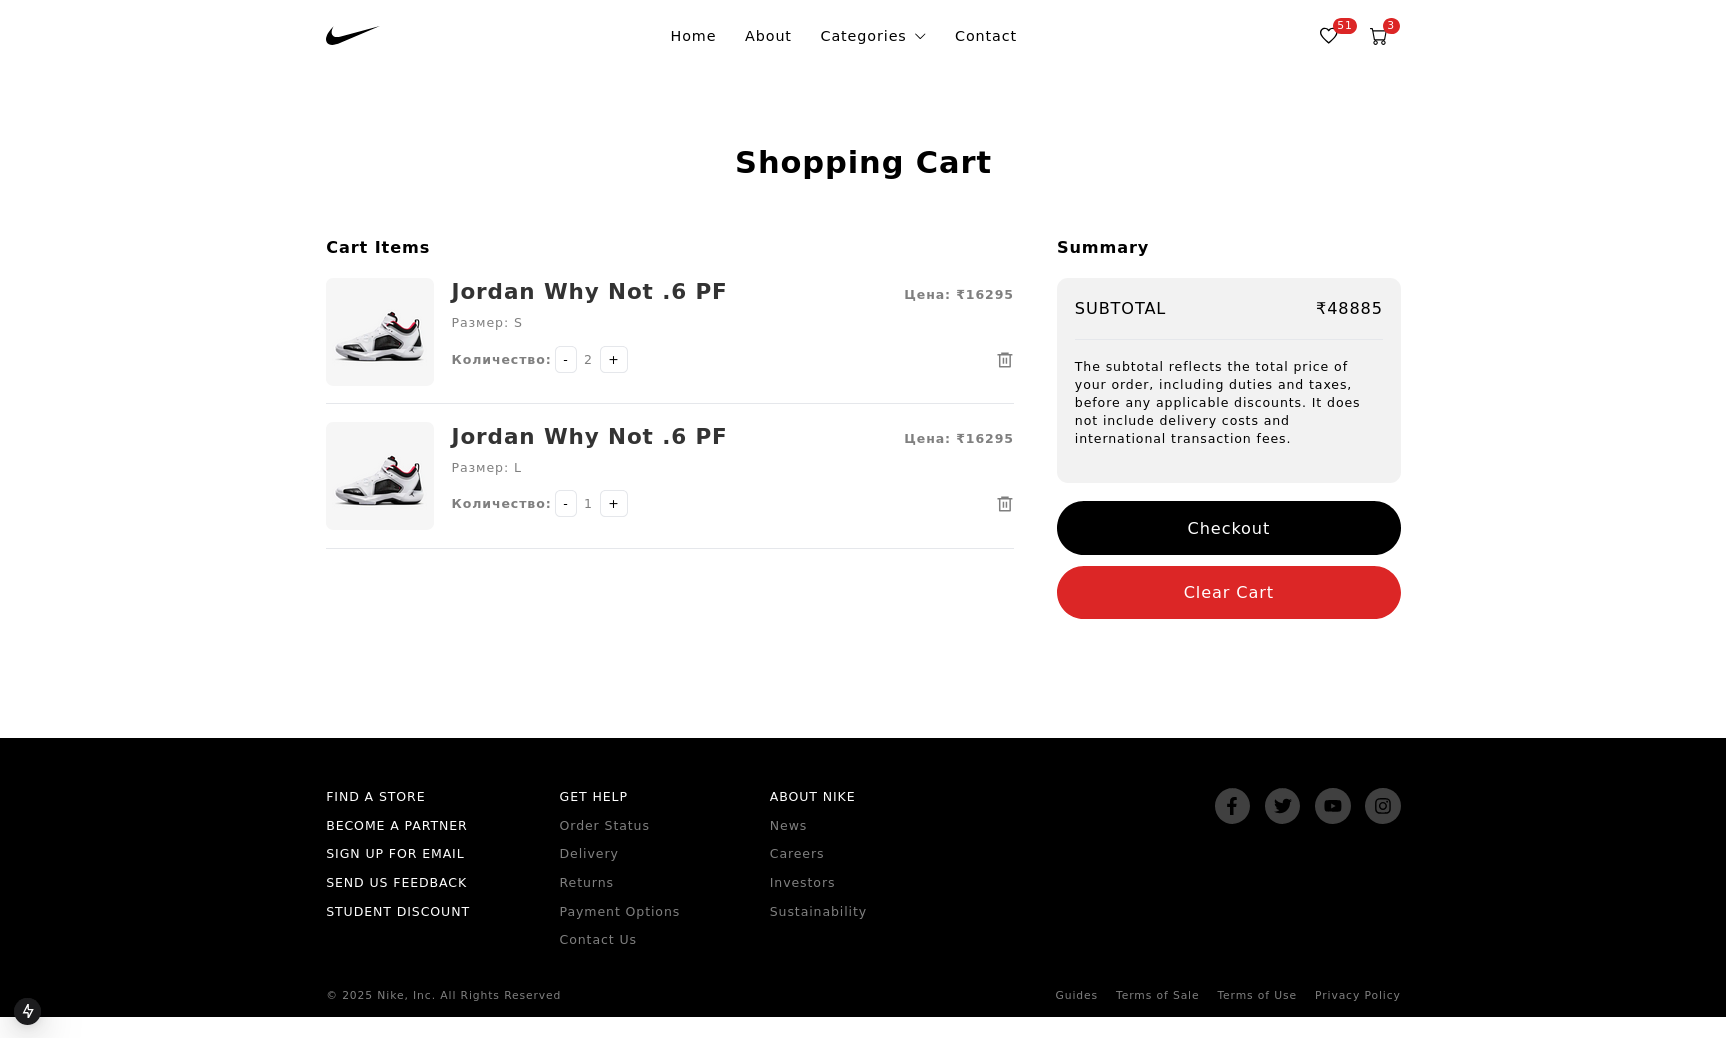 Home About Categories Contact 51 3
Shopping Cart
Cart Items
Jordan Why Not .6 PF
Цена: ₹16295
Размер: S
Количество: - 2 +
Jordan Why Not .6 PF
Цена: ₹16295
Размер: L
Количество: - 1 +
Summary
SUBTOTAL ₹48885
The subtotal reflects the total price of
your order, including duties and taxes,
before any applicable discounts. It does
not include delivery costs and
international transaction fees.
Checkout
Clear Cart
FIND A STORE
BECOME A PARTNER
SIGN UP FOR EMAIL
SEND US FEEDBACK
STUDENT DISCOUNT
GET HELP
Order Status
Delivery
Returns
Payment Options
Contact Us
ABOUT NIKE
News
Careers
Investors
Sustainability
© 2025 Nike, Inc. All Rights Reserved
Guides Terms of Sale Terms of Use Privacy Policy